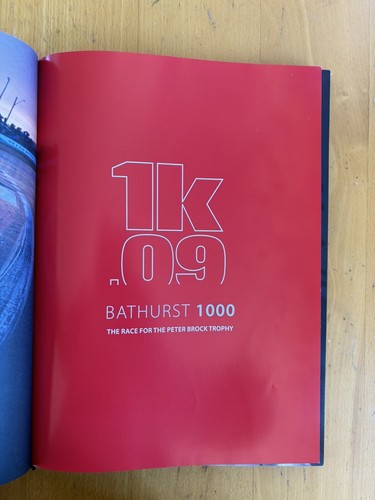 1k
.09
BATHURST 1000
THE RACE FOR THE PETER BROCK TROPHY